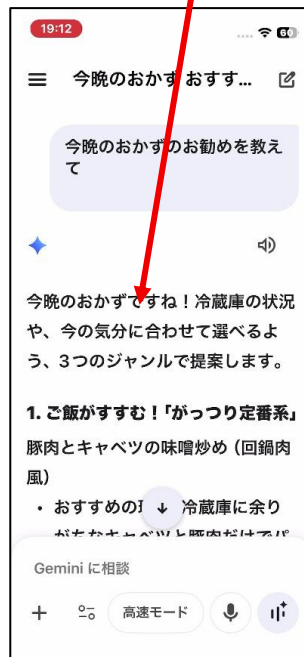 19:12
60
今晩のおかず おすす...
今晩のおかずのお勧めを教え
て
今晩のおかずですね！冷蔵庫の状況
や、今の気分に合わせて選べるよ
う、3つのジャンルで提案します。
1. ご飯がすすむ！「がっつり定番系」
豚肉とキャベツの味噌炒め（回鍋肉
風）
• おすすめの 冷蔵庫に余り
がちなキャベツと豚肉だけでパ
Gemini に相談
高速モード